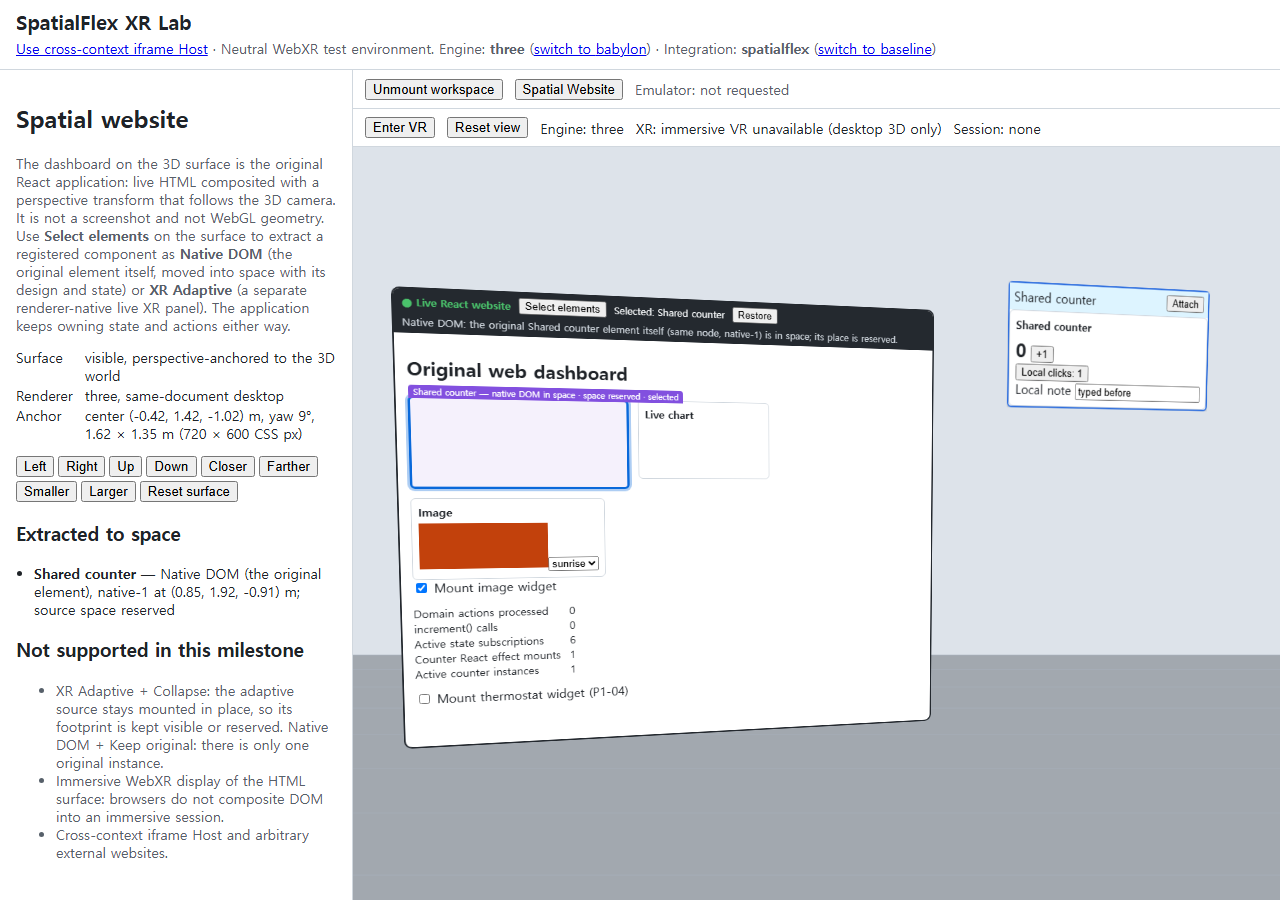 SpatialFlex XR Lab
Use cross-context iframe Host · Neutral WebXR test environment. Engine: three (switch to babylon) · Integration: spatialflex (switch to baseline)
Spatial website
The dashboard on the 3D surface is the original
React application: live HTML composited with a
perspective transform that follows the 3D camera.
It is not a screenshot and not WebGL geometry.
Use Select elements on the surface to extract a
registered component as Native DOM (the
original element itself, moved into space with its
design and state) or XR Adaptive (a separate
renderer-native live XR panel). The application
keeps owning state and actions either way.
Surface visible, perspective-anchored to the 3D
world
Renderer three, same-document desktop
Anchor center (-0.42, 1.42, -1.02) m, yaw 9°,
1.62 × 1.35 m (720 × 600 CSS px)
Left Right Up Down Closer Farther
Smaller Larger Reset surface
Extracted to space
• Shared counter — Native DOM (the original
element), native-1 at (0.85, 1.92, -0.91) m;
source space reserved
Not supported in this milestone
• XR Adaptive + Collapse: the adaptive
source stays mounted in place, so its
footprint is kept visible or reserved. Native
DOM + Keep original: there is only one
original instance.
• Immersive WebXR display of the HTML
surface: browsers do not composite DOM
into an immersive session.
• Cross-context iframe Host and arbitrary
external websites.
Unmount workspace Spatial Website Emulator: not requested
Enter VR Reset view Engine: three XR: immersive VR unavailable (desktop 3D only) Session: none
Live React website Select elements Selected: Shared counter Restore
Native DOM: the original Shared counter element itself (same node, native-1) is in space; its place is reserved.
Original web dashboard
Shared counter — native DOM in space · space reserved · selected
Live chart
Image
sunrise
Mount image widget
Domain actions processed 0
increment() calls 0
Active state subscriptions 6
Counter React effect mounts 1
Active counter instances 1
Mount thermostat widget (P1-04)
Shared counter Attach
Shared counter
0 +1
Local clicks: 1
Local note typed before